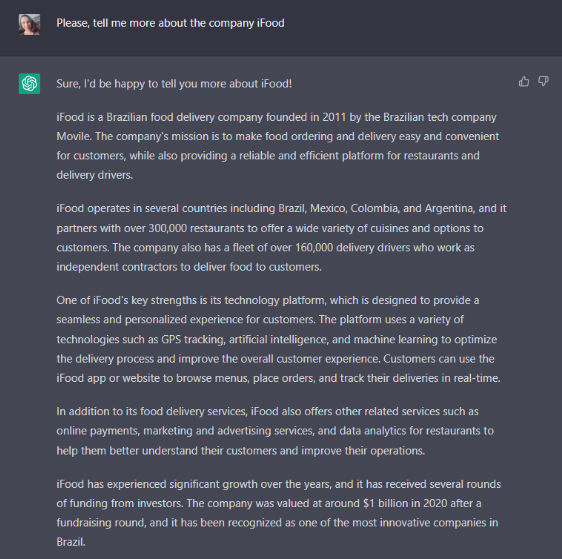 Please, tell me more about the company iFood
Sure, I'd be happy to tell you more about iFood!
iFood is a Brazilian food delivery company founded in 2011 by the Brazilian tech company
Movile. The company's mission is to make food ordering and delivery easy and convenient
for customers, while also providing a reliable and efficient platform for restaurants and
delivery drivers.
iFood operates in several countries including Brazil, Mexico, Colombia, and Argentina, and it
partners with over 300,000 restaurants to offer a wide variety of cuisines and options to
customers. The company also has a fleet of over 160,000 delivery drivers who work as
independent contractors to deliver food to customers.
One of iFood's key strengths is its technology platform, which is designed to provide a
seamless and personalized experience for customers. The platform uses a variety of
technologies such as GPS tracking, artificial intelligence, and machine learning to optimize
the delivery process and improve the overall customer experience. Customers can use the
iFood app or website to browse menus, place orders, and track their deliveries in real-time.
In addition to its food delivery services, iFood also offers other related services such as
online payments, marketing and advertising services, and data analytics for restaurants to
help them better understand their customers and improve their operations.
iFood has experienced significant growth over the years, and it has received several rounds
of funding from investors. The company was valued at around $1 billion in 2020 after a
fundraising round, and it has been recognized as one of the most innovative companies in
Brazil.